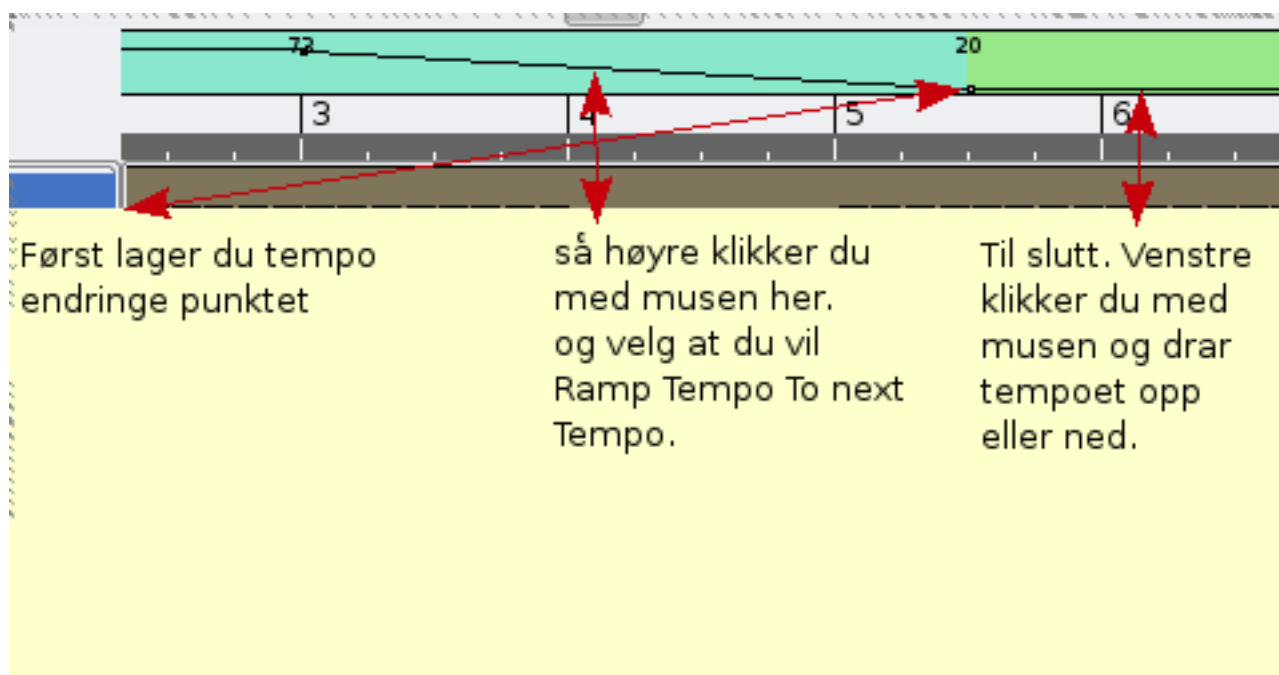 73
20
3
4
5
6
Først lager du tempo
endringe punktet
så høyre klikker du
med musen her.
og velg at du vil
Ramp Tempo To next
Tempo.
Til slutt. Venstre
klikker du med
musen og drar
tempoet opp
eller ned.